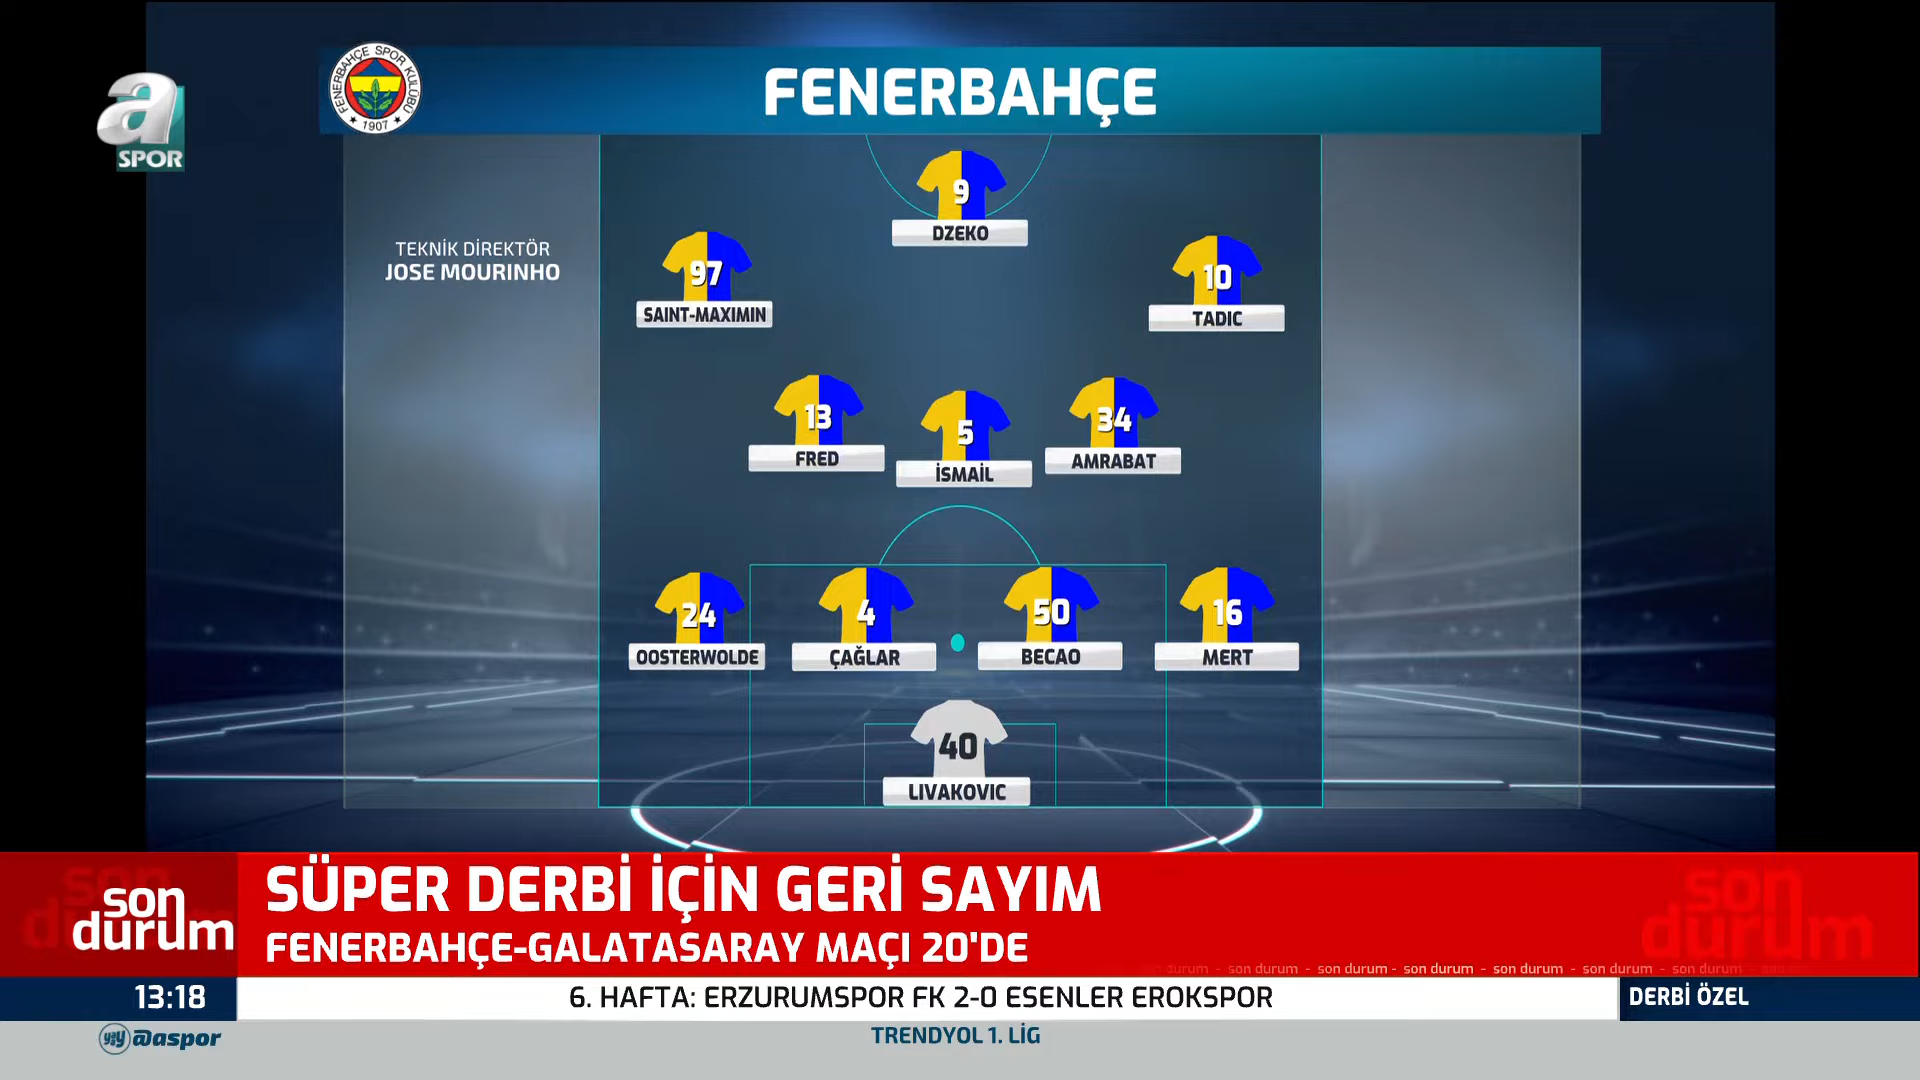 a
SPOR
FENERBAHÇE SPOR KULÜBÜ
★ 1907 ★
FENERBAHÇE
TEKNİK DİREKTÖR
JOSE MOURINHO
9
DZEKO
97
SAINT-MAXIMIN
10
TADIC
13
FRED
5
İSMAİL
34
AMRABAT
24
OOSTERWOLDE
4
ÇAĞLAR
50
BECAO
16
MERT
40
LIVAKOVIC
son
durum
SÜPER DERBİ İÇİN GERİ SAYIM
FENERBAHÇE-GALATASARAY MAÇI 20'DE
son
durum
durum - son durum - son durum - son durum - son durum - son durum - son durum
13:18
6. HAFTA: ERZURUMSPOR FK 2-0 ESENLER EROKSPOR
DERBİ ÖZEL
@aspor
TRENDYOL 1. LİG